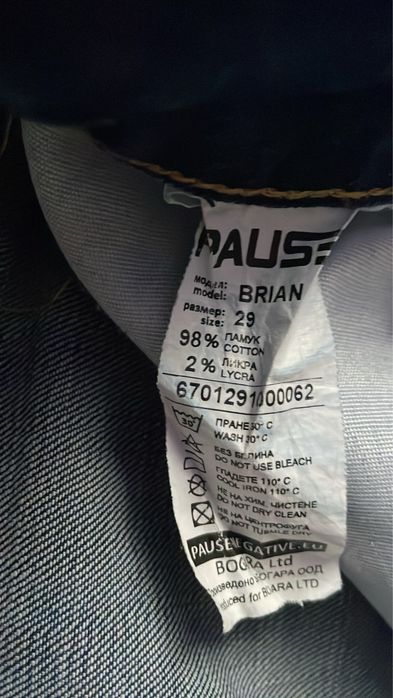 PAUSE
модел:
model: BRIAN
размер:
size: 29
98% ПАМУК
COTTON
2% ЛИКРА
LYCRA
6701291000062
30°
ПРАНЕ 30° C
WASH 30° C
БЕЗ БЕЛИНА
DO NOT USE BLEACH
ГЛАДЕТЕ 110° C
COOL IRON 110° C
НЕ НА ХИМ. ЧИСТЕНЕ
DO NOT DRY CLEAN
НЕ НА ЦЕНТРОФУГА
DO NOT TUMBLE DRY
PAUSENEGATIVE.EU
Ltd
ООД
for BOARA LTD